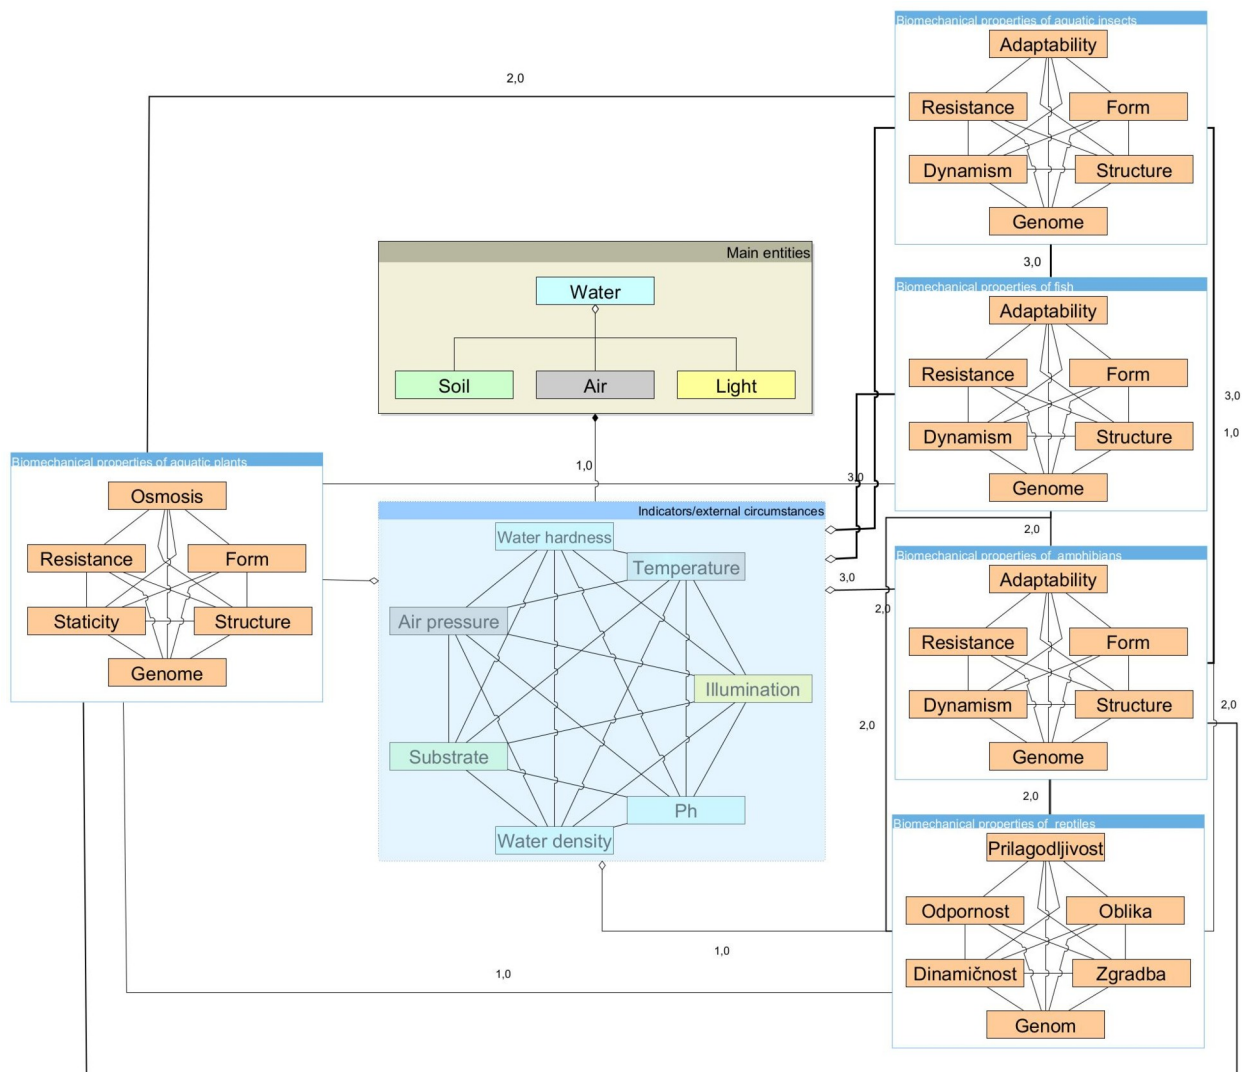 Biomechanical properties of aquatic insects
Adaptability
Resistance
Form
Dynamism
Structure
Genome
2,0
3,0
Main entities
Water
Soil
Air
Light
Biomechanical properties of fish
Adaptability
Resistance
Form
Dynamism
Structure
Genome
3,0
1,0
1,0
3,0
Biomechanical properties of aquatic plants
Osmosis
Resistance
Form
Staticity
Structure
Genome
Indicators/external circumstances
Water hardness
Temperature
Air pressure
Illumination
Substrate
Ph
Water density
2,0
3,0
2,0
Biomechanical properties of amphibians
Adaptability
Resistance
Form
Dynamism
Structure
Genome
2,0
2,0
2,0
Biomechanical properties of reptiles
Prilagodljivost
Odpornost
Oblika
Dinamičnost
Zgradba
Genom
1,0
1,0